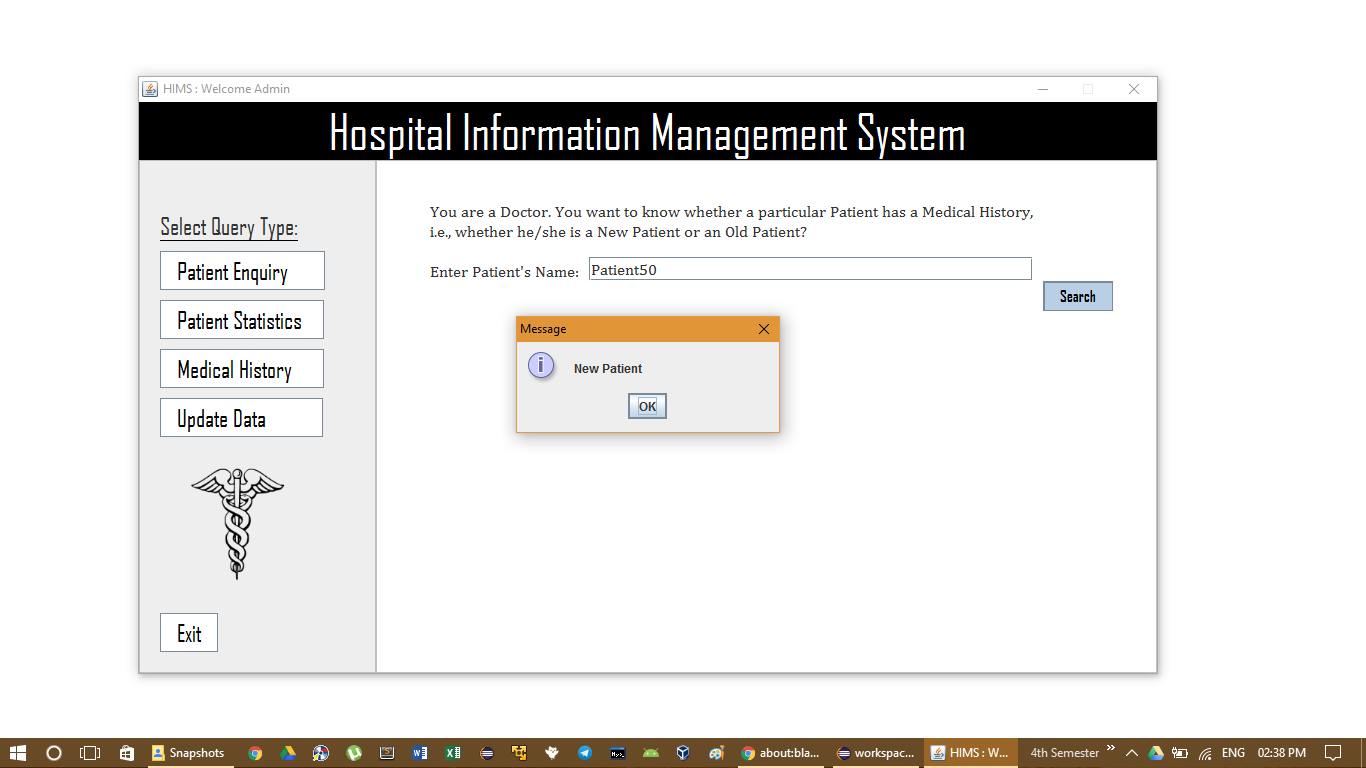 HIMS : Welcome Admin
Hospital Information Management System
Select Query Type:
Patient Enquiry
Patient Statistics
Medical History
Update Data
Exit
You are a Doctor. You want to know whether a particular Patient has a Medical History,
i.e., whether he/she is a New Patient or an Old Patient?
Enter Patient's Name: Patient50
Search
Message
New Patient
OK
Snapshots about:bla... workspac... HIMS : W... 4th Semester ENG 02:38 PM